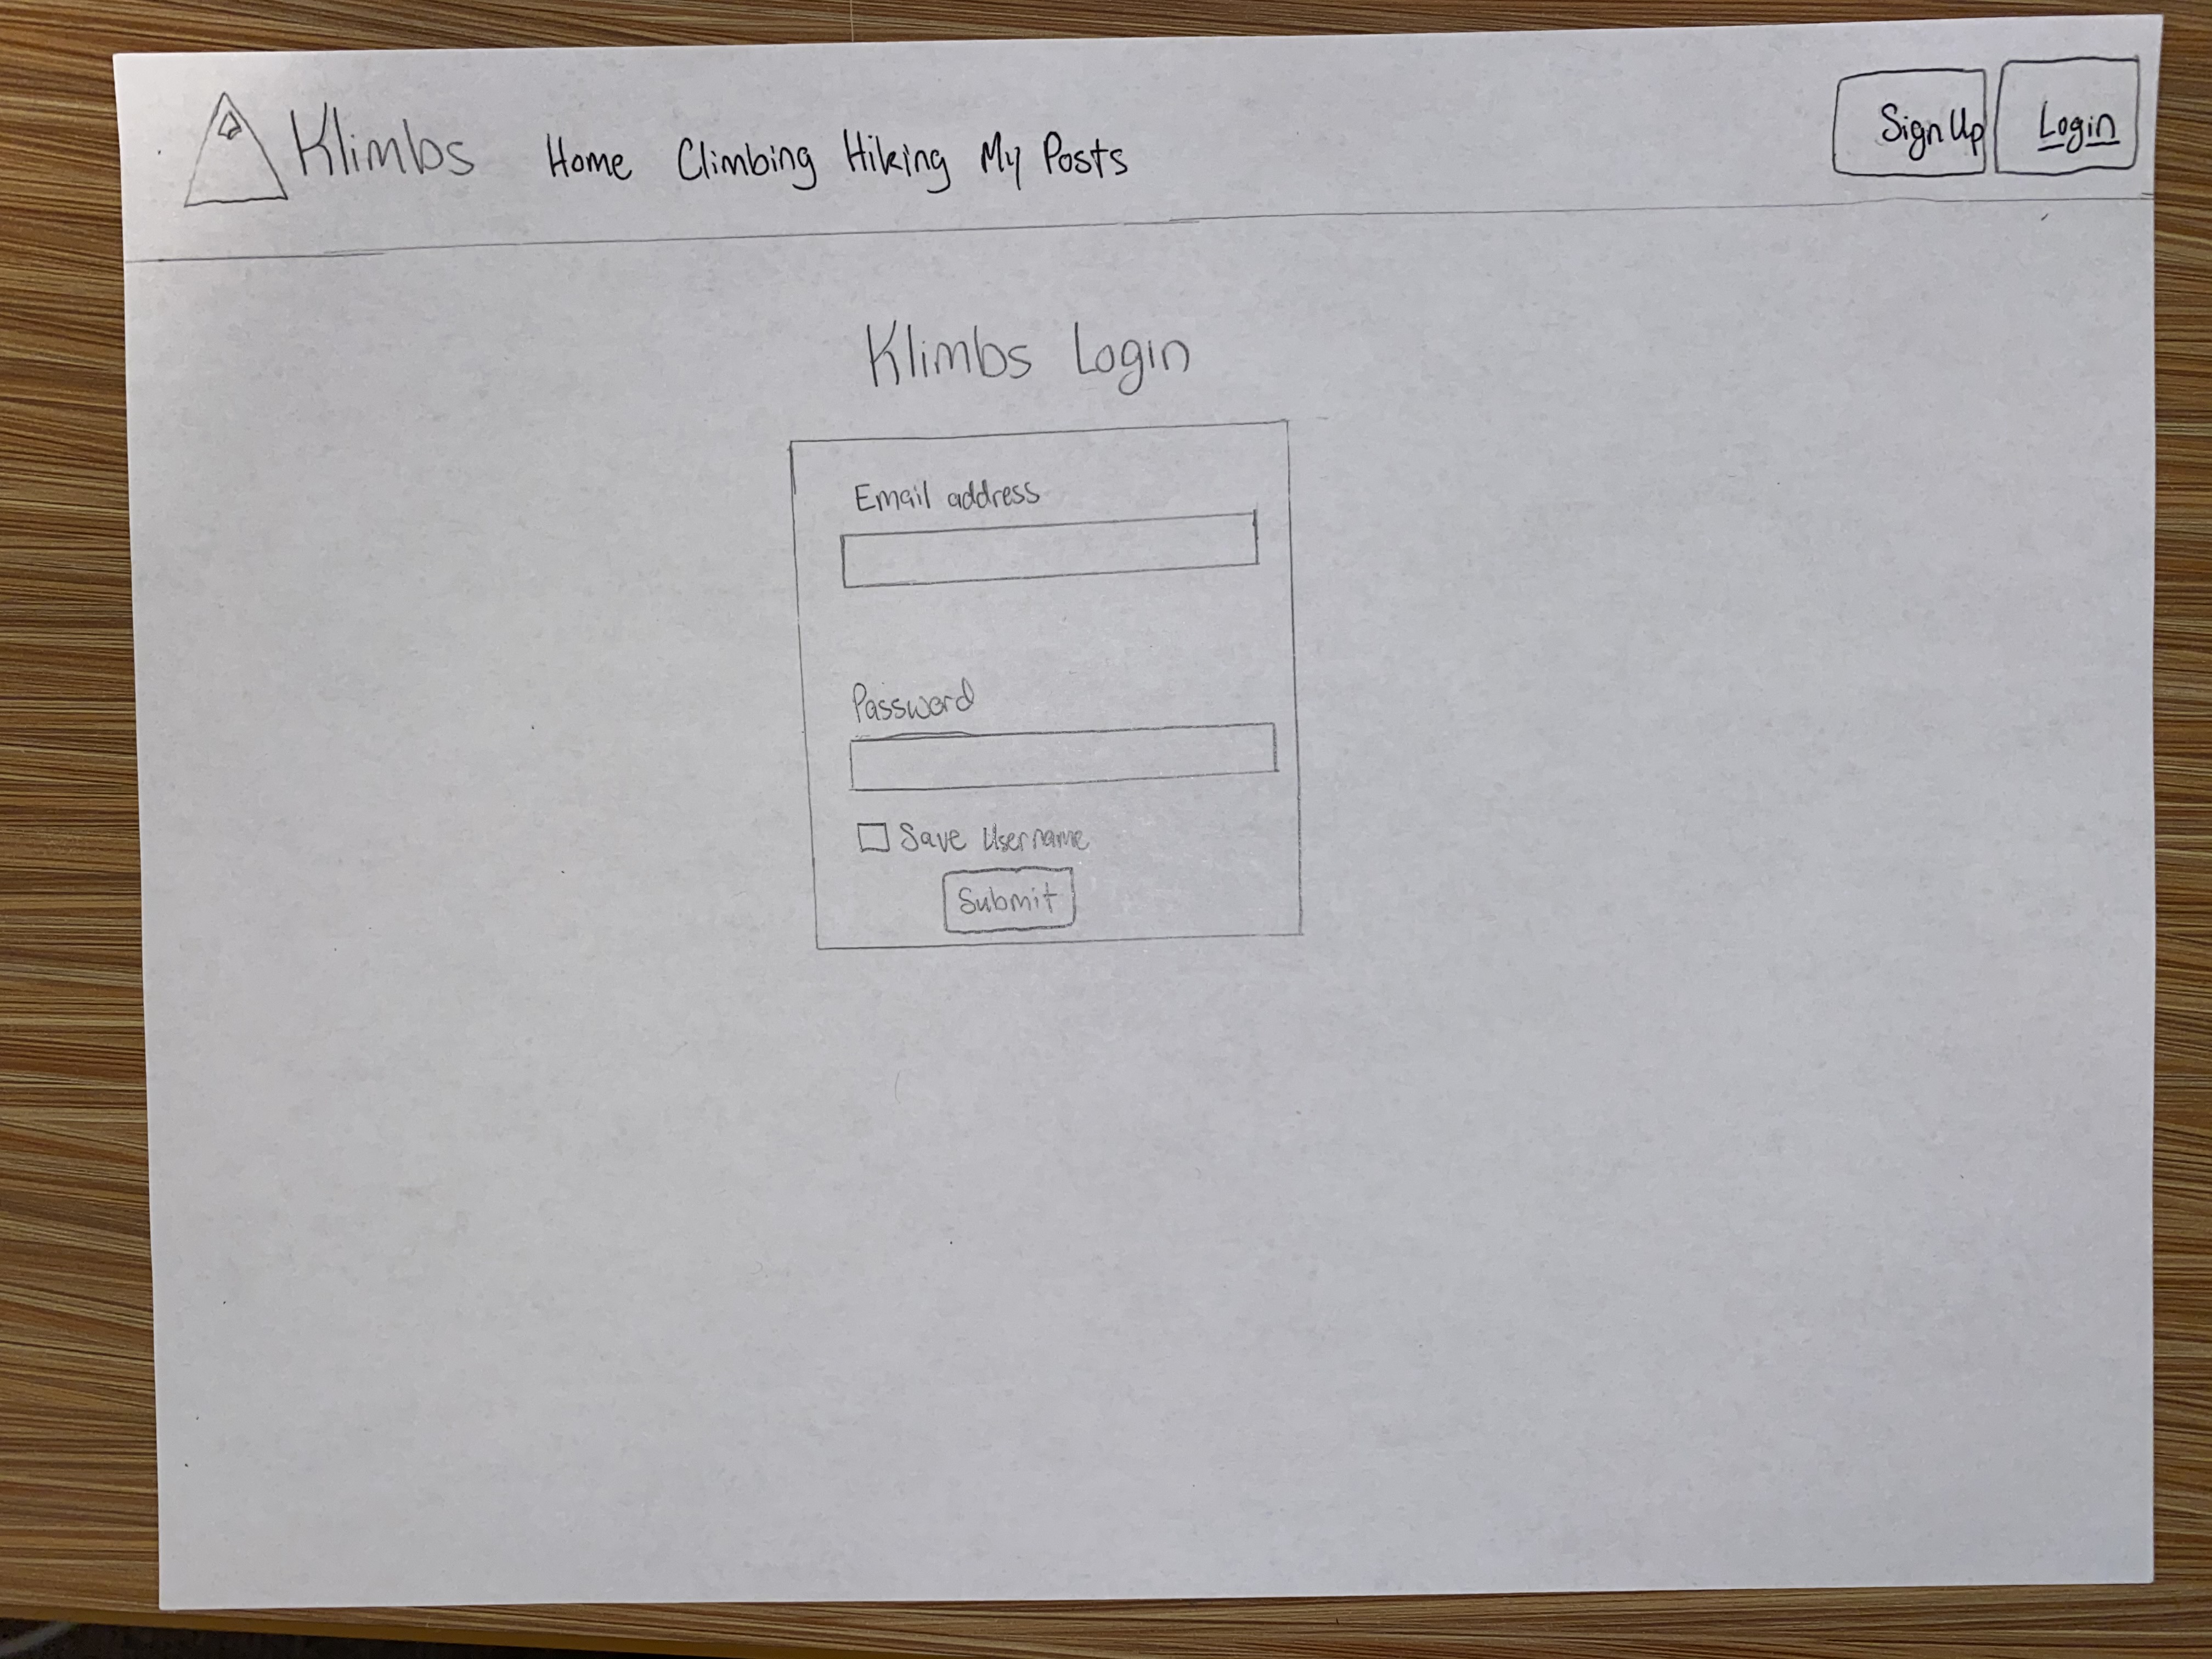 Klimbs Home Climbing Hiking My Posts Sign Up Login
Klimbs Login
Email address
Password
Save Username
Submit